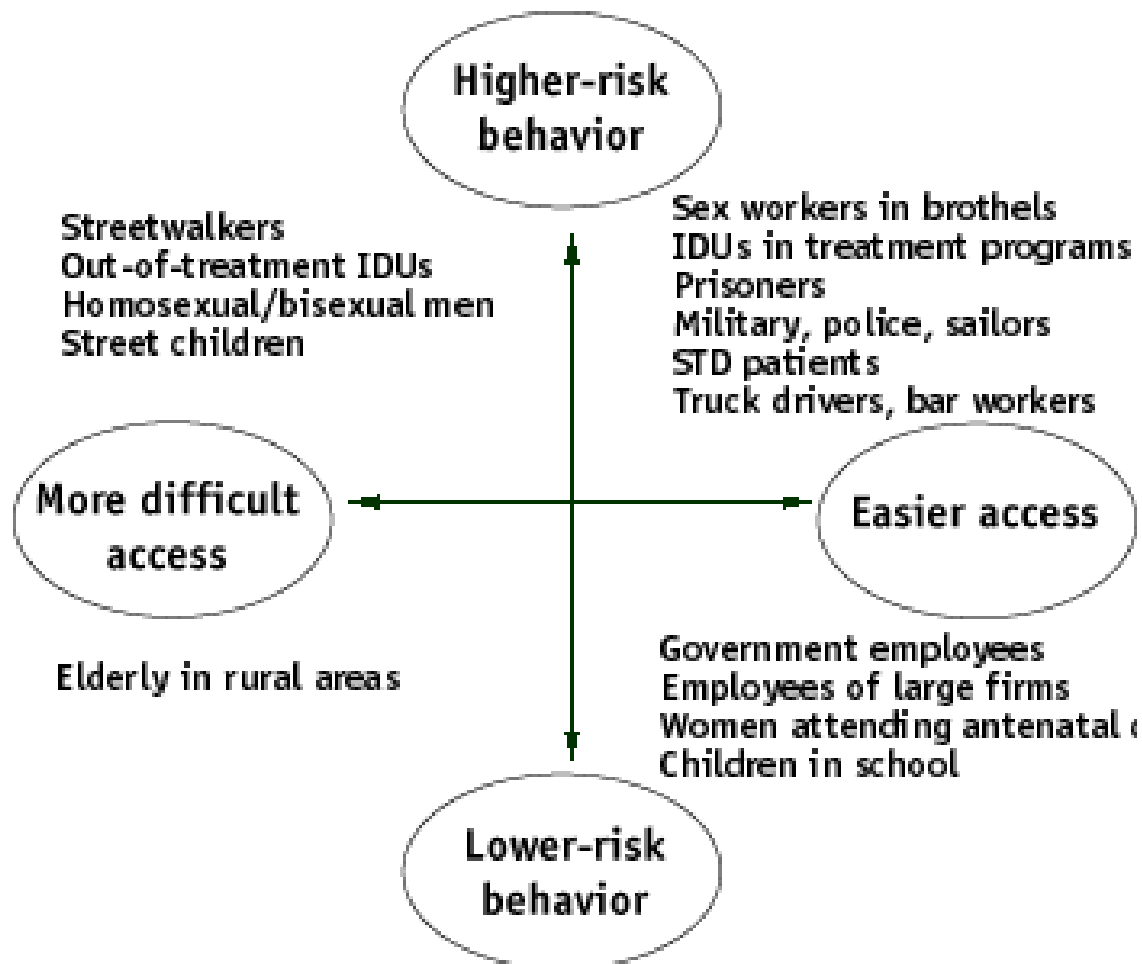 Higher-risk
behavior
Streetwalkers
Out-of-treatment IDUs
Homosexual/bisexual men
Street children
Sex workers in brothels
IDUs in treatment programs
Prisoners
Military, police, sailors
STD patients
Truck drivers, bar workers
More difficult
access
Easier access
Elderly in rural areas
Government employees
Employees of large firms
Women attending antenatal
Children in school
Lower-risk
behavior